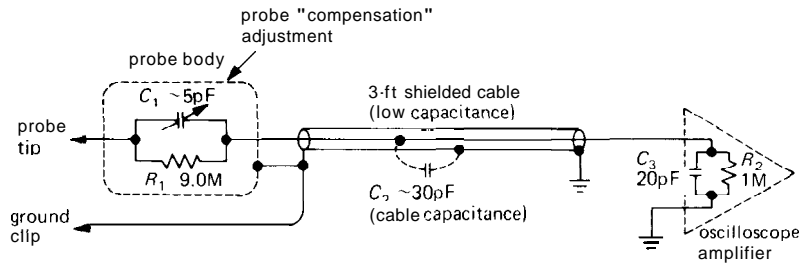 probe "compensation"
adjustment
probe body
C₁ ~5pF
3-ft shielded cable
(low capacitance)
probe
tip
R₁ 9.0M
C₂ ~30pF
(cable capacitance)
C₃
20pF
R₂
1M
ground
clip
oscilloscope
amplifier